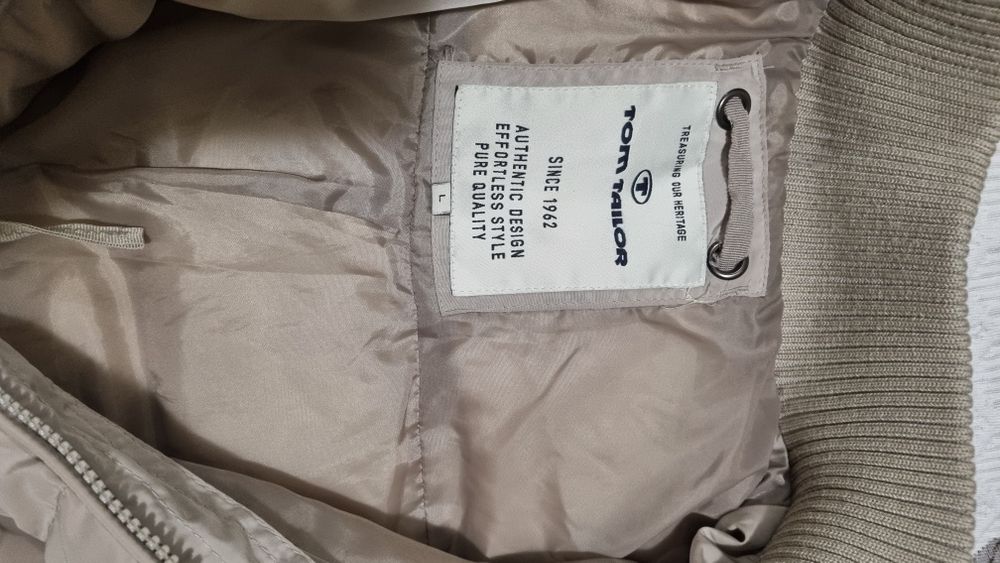 TREASURING OUR HERITAGE
T
TOM TAILOR
SINCE 1962
AUTHENTIC DESIGN
EFFORTLESS STYLE
PURE QUALITY
L